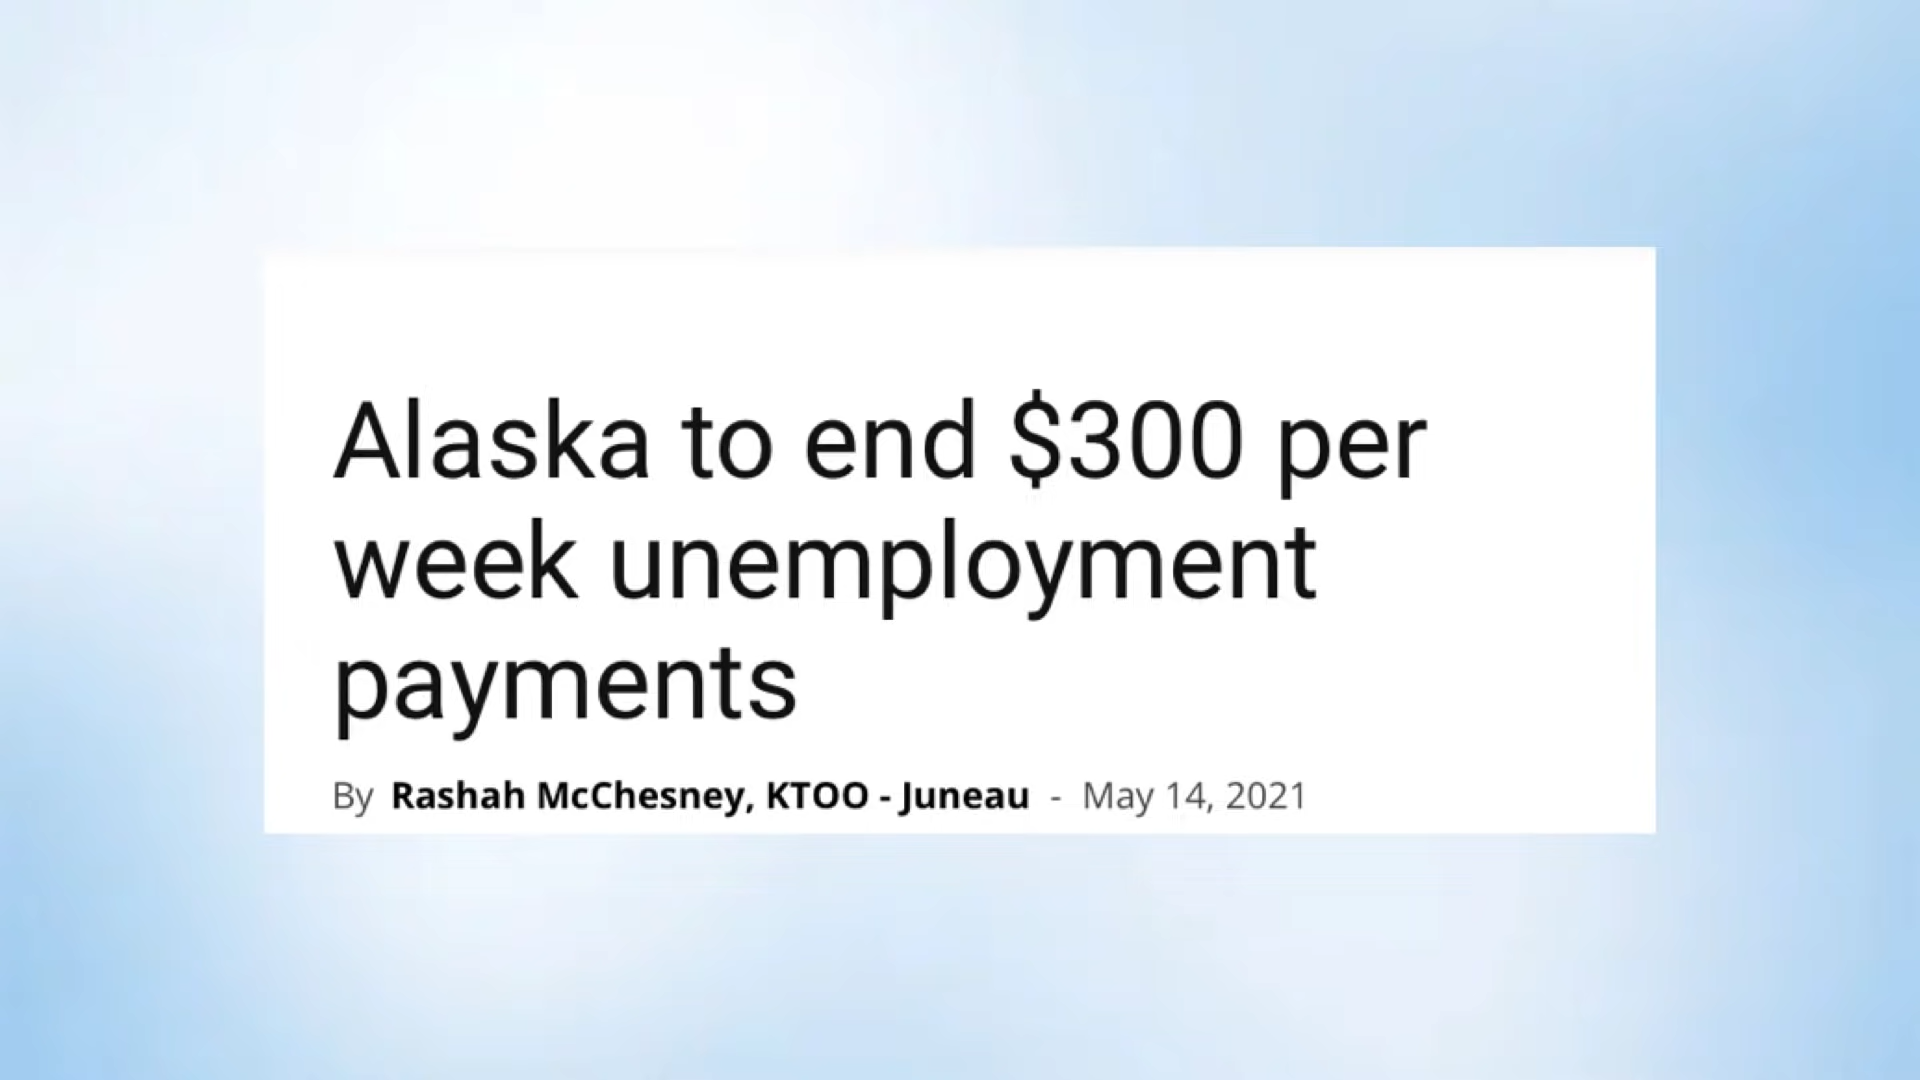 Alaska to end $300 per
week unemployment
payments
By Rashah McChesney, KTOO - Juneau - May 14, 2021